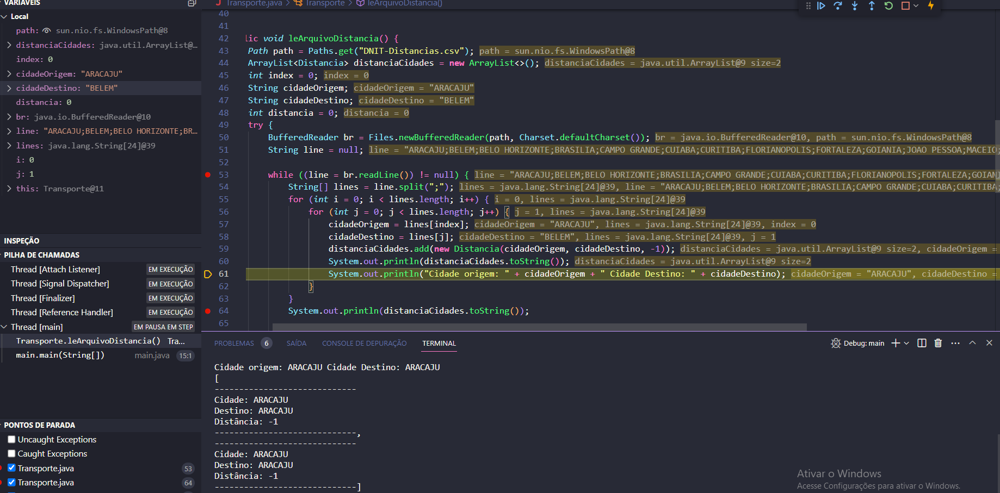 VARIÁVEIS
Local
path: sun.nio.fs.WindowsPath@8
distanciaCidades: java.util.ArrayList@…
index: 0
cidadeOrigem: "ARACAJU"
cidadeDestino: "BELEM"
distancia: 0
br: java.io.BufferedReader@10
line: "ARACAJU;BELEM;BELO HORIZONTE;BR…
lines: java.lang.String[24]@39
i: 0
j: 1
this: Transporte@11
INSPEÇÃO
PILHA DE CHAMADAS
Thread [Attach Listener] EM EXECUÇÃO
Thread [Signal Dispatcher] EM EXECUÇÃO
Thread [Finalizer] EM EXECUÇÃO
Thread [Reference Handler] EM EXECUÇÃO
Thread [main] EM PAUSA EM STEP
Transporte.leArquivoDistancia() Tra...
main.main(String[]) main.java 15:1
PONTOS DE PARADA
Uncaught Exceptions
Caught Exceptions
Transporte.java 53
Transporte.java 64
J Transporte.java > Transporte > leArquivoDistancia()
40
41
42 lic void leArquivoDistancia() {
43 Path path = Paths.get("DNIT-Distancias.csv"); path = sun.nio.fs.WindowsPath@8
44 ArrayList<Distancia> distanciaCidades = new ArrayList<>(); distanciaCidades = java.util.ArrayList@9 size=2
45 int index = 0; index = 0
46 String cidadeOrigem; cidadeOrigem = "ARACAJU"
47 String cidadeDestino; cidadeDestino = "BELEM"
48 int distancia = 0; distancia = 0
49 try {
50 BufferedReader br = Files.newBufferedReader(path, Charset.defaultCharset()); br = java.io.BufferedReader@10, path = sun.nio.fs.WindowsPath@8
51 String line = null; line = "ARACAJU;BELEM;BELO HORIZONTE;BRASILIA;CAMPO GRANDE;CUIABA;CURITIBA;FLORIANOPOLIS;FORTALEZA;GOIANIA;JOAO PESSOA;MACEIO;
52
53 while ((line = br.readLine()) != null) { line = "ARACAJU;BELEM;BELO HORIZONTE;BRASILIA;CAMPO GRANDE;CUIABA;CURITIBA;FLORIANOPOLIS;FORTALEZA;GOIAN
54 String[] lines = line.split(";"); lines = java.lang.String[24]@39, line = "ARACAJU;BELEM;BELO HORIZONTE;BRASILIA;CAMPO GRANDE;CUIABA;CURITIBA;
55 for (int i = 0; i < lines.length; i++) { i = 0, lines = java.lang.String[24]@39
56 for (int j = 0; j < lines.length; j++) { j = 1, lines = java.lang.String[24]@39
57 cidadeOrigem = lines[index]; cidadeOrigem = "ARACAJU", lines = java.lang.String[24]@39, index = 0
58 cidadeDestino = lines[j]; cidadeDestino = "BELEM", lines = java.lang.String[24]@39, j = 1
59 distanciaCidades.add(new Distancia(cidadeOrigem, cidadeDestino, -1)); distanciaCidades = java.util.ArrayList@9 size=2, cidadeOrigem =
60 System.out.println(distanciaCidades.toString()); distanciaCidades = java.util.ArrayList@9 size=2
61 System.out.println("Cidade origem: " + cidadeOrigem + " Cidade Destino: " + cidadeDestino); cidadeOrigem = "ARACAJU", cidadeDestino =
62 }
63 }
64 System.out.println(distanciaCidades.toString());
65
PROBLEMAS 6 SAÍDA CONSOLE DE DEPURAÇÃO TERMINAL Debug: main
Cidade origem: ARACAJU Cidade Destino: ARACAJU
[
-----------------------------
Cidade: ARACAJU
Destino: ARACAJU
Distância: -1
-----------------------------,
-----------------------------
Cidade: ARACAJU
Destino: ARACAJU
Distância: -1
-----------------------------]
Ativar o Windows
Acesse Configurações para ativar o Windows.